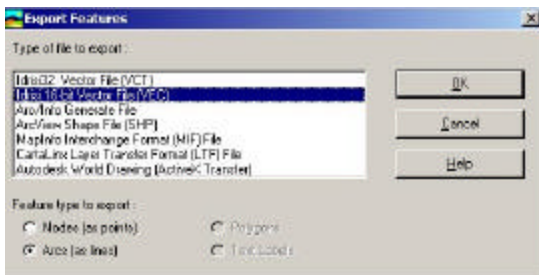 Export Features
Type of file to export :
Idrisi32 Vector File (VCT)
Idrisi 16-bit Vector File (VEC)
Arc/Info Generate File
ArcView Shape File (SHP)
MapInfo Interchange Format (MIF) File
CartaLinx Layer Transfer Format (LTF) File
Autodesk World Drawing (ActiveX Transfer)
OK
Cancel
Help
Feature type to export :
Nodes (as points)
Polygons
Arcs (as lines)
Text Labels